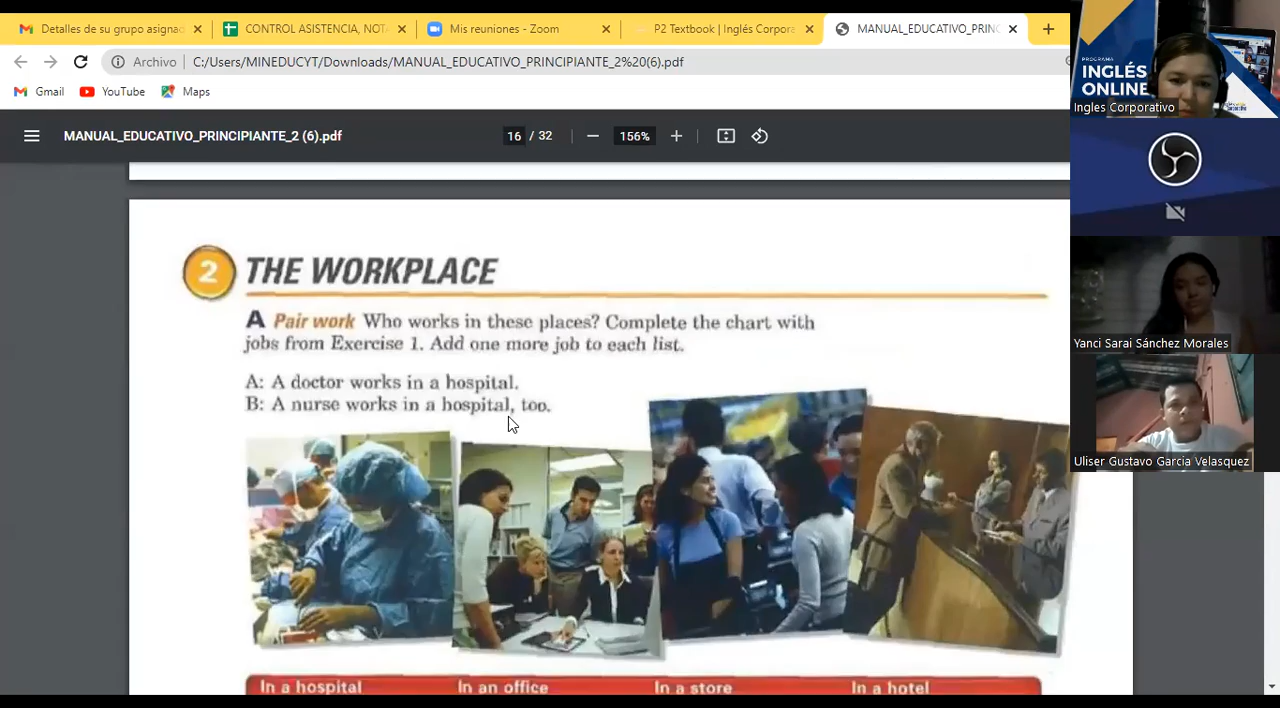 Detalles de su grupo asignad
CONTROL ASISTENCIA, NOT
Mis reuniones - Zoom
P2 Textbook | Inglés Corpora
MANUAL_EDUCATIVO_PRINC
Archivo
C:/Users/MINEDUCYT/Downloads/MANUAL_EDUCATIVO_PRINCIPIANTE_2%20(6).pdf
Gmail
YouTube
Maps
MANUAL_EDUCATIVO_PRINCIPIANTE_2 (6).pdf
16 / 32
156%
2 THE WORKPLACE
A Pair work Who works in these places? Complete the chart with
jobs from Exercise 1. Add one more job to each list.
A: A doctor works in a hospital.
B: A nurse works in a hospital, too.
In a hospital
In an office
In a store
In a hotel
PROGRAMA
INGLÉS
ONLINE
Ingles Corporativo
Yanci Sarai Sánchez Morales
Uliser Gustavo Garcia Velasquez